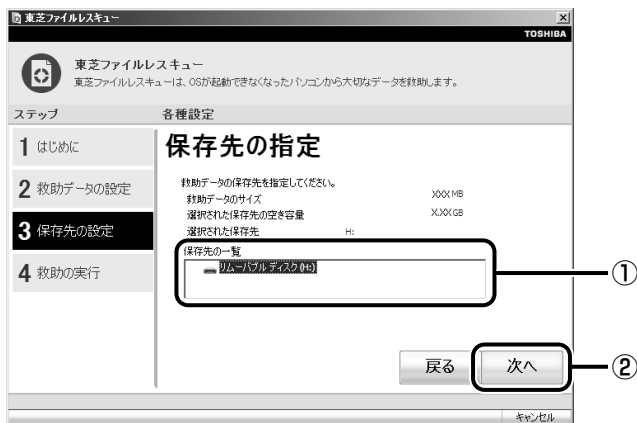 東芝ファイルレスキュー
TOSHIBA
東芝ファイルレスキュー
東芝ファイルレスキューは、OSが起動できなくなったパソコンから大切なデータを救助します。
ステップ 各種設定
1 はじめに
2 救助データの設定
3 保存先の設定
4 救助の実行
保存先の指定
救助データの保存先を指定してください。
救助データのサイズ XXX MB
選択された保存先の空き容量 X.XX GB
選択された保存先 H:
保存先の一覧
リムーバブル ディスク (H:)
①
戻る 次へ
②
キャンセル